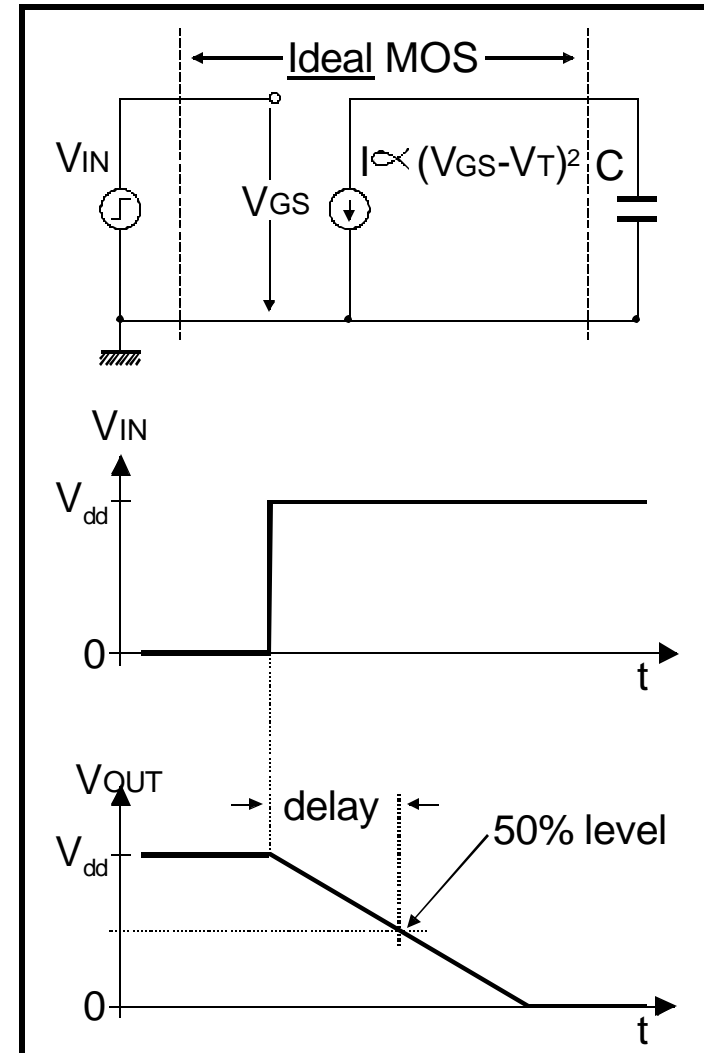 Ideal MOS
VIN
VGS
I∝(VGS-VT)² C
VIN
Vdd
0
t
VOUT
delay
50% level
Vdd
0
t